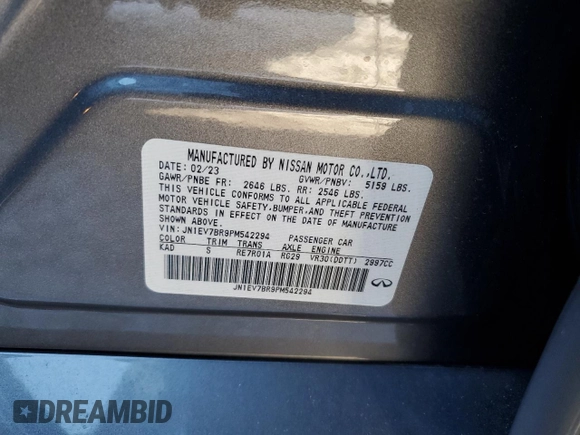 MANUFACTURED BY NISSAN MOTOR CO.,LTD.
DATE: 02/23 GVWR/PNBV: 5159 LBS.
GAWR/PNBE FR: 2646 LBS. RR: 2546 LBS.
THIS VEHICLE CONFORMS TO ALL APPLICABLE FEDERAL
MOTOR VEHICLE SAFETY,BUMPER,AND THEFT PREVENTION
STANDARDS IN EFFECT ON THE DATE OF MANUFACTURE
SHOWN ABOVE.
VIN: JN1EV7BR9PM542294 PASSENGER CAR
COLOR TRIM TRANS AXLE ENGINE
KAD S RE7R01A RG29 VR30(DDTT) 2997CC
JN1EV7BR9PM542294
DREAMBID